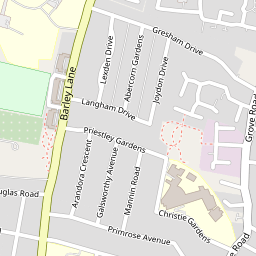 Gresham Drive
Lexden Drive
Abercorn Gardens
Joydon Drive
Barley Lane
Langham Drive
Grove Road
Priestley Gardens
Arandora Crescent
Galsworthy Avenue
Mannin Road
uglas Road
Christie Gardens
Primrose Avenue
e Road